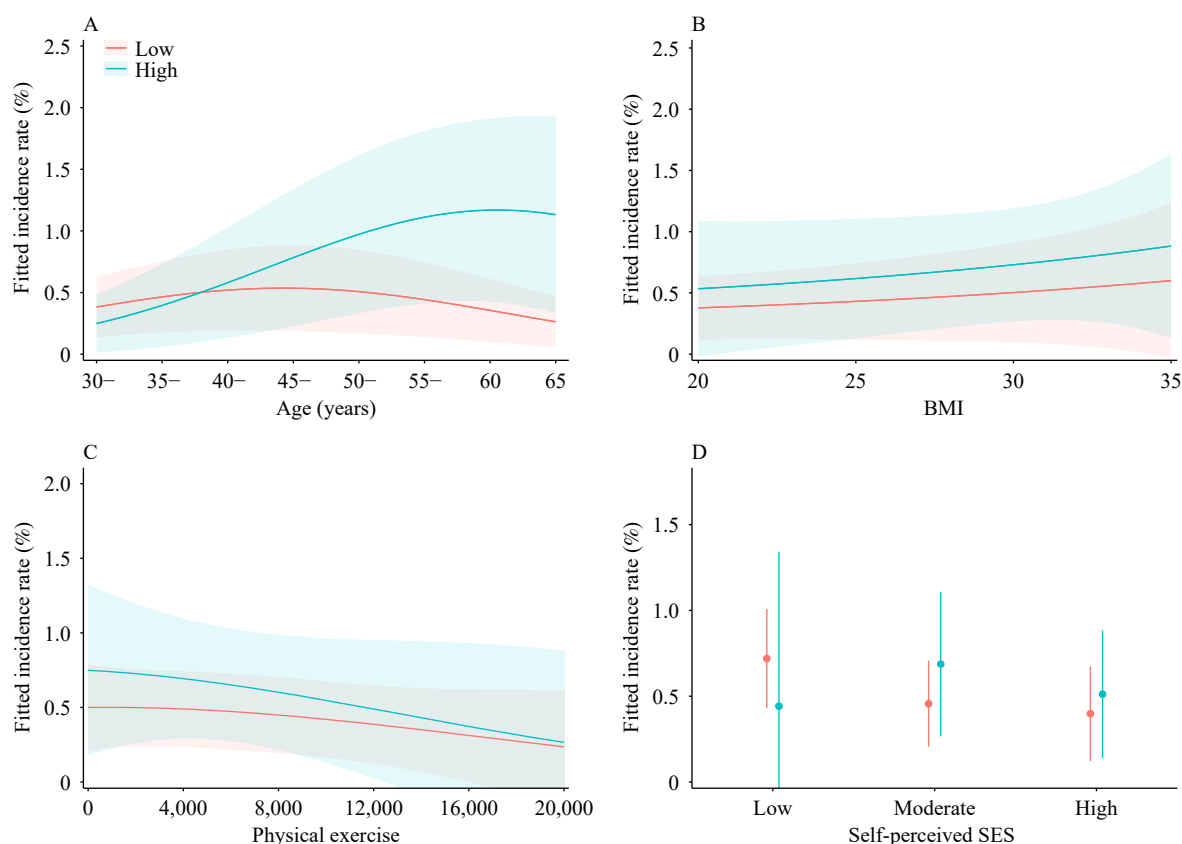 A
Low
High
Fitted incidence rate (%)
2.5
2.0
1.5
1.0
0.5
0
30− 35− 40− 45− 50− 55− 60 65
Age (years)
B
Fitted incidence rate (%)
2.5
2.0
1.5
1.0
0.5
0
20 25 30 35
BMI
C
Fitted incidence rate (%)
2.0
1.5
1.0
0.5
0
0 4,000 8,000 12,000 16,000 20,000
Physical exercise
D
Fitted incidence rate (%)
1.5
1.0
0.5
0
Low Moderate High
Self-perceived SES